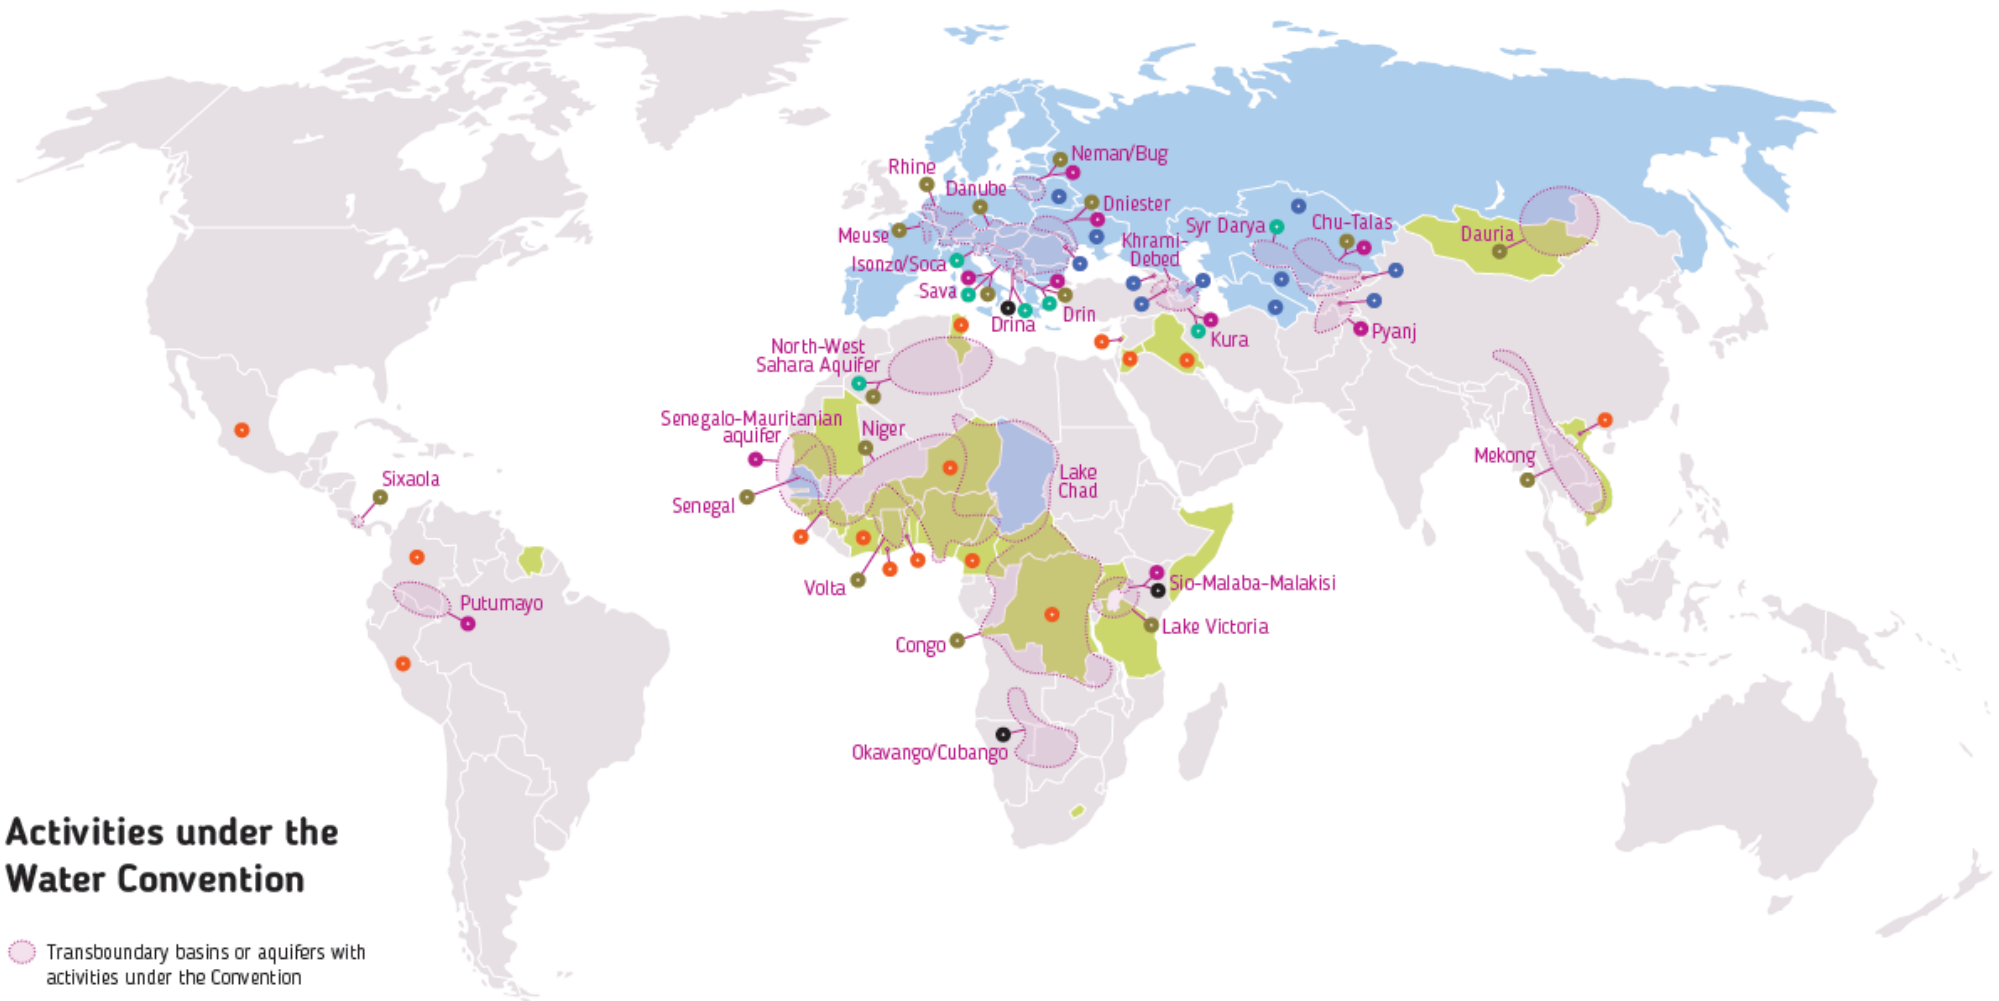 Neman/Bug
Rhine
Danube
Dniester
Meuse
Khrami-
Debed
Syr Darya
Chu-Talas
Dauria
Isonzo/Soca
Sava
Drina
Drin
Kura
Pyanj
North-West
Sahara Aquifer
Senegalo-Mauritanian
aquifer
Niger
Lake
Chad
Mekong
Sixaola
Senegal
Volta
Sio-Malaba-Malakisi
Putumayo
Lake Victoria
Congo
Okavango/Cubango
Activities under the
Water Convention
Transboundary basins or aquifers with
activities under the Convention